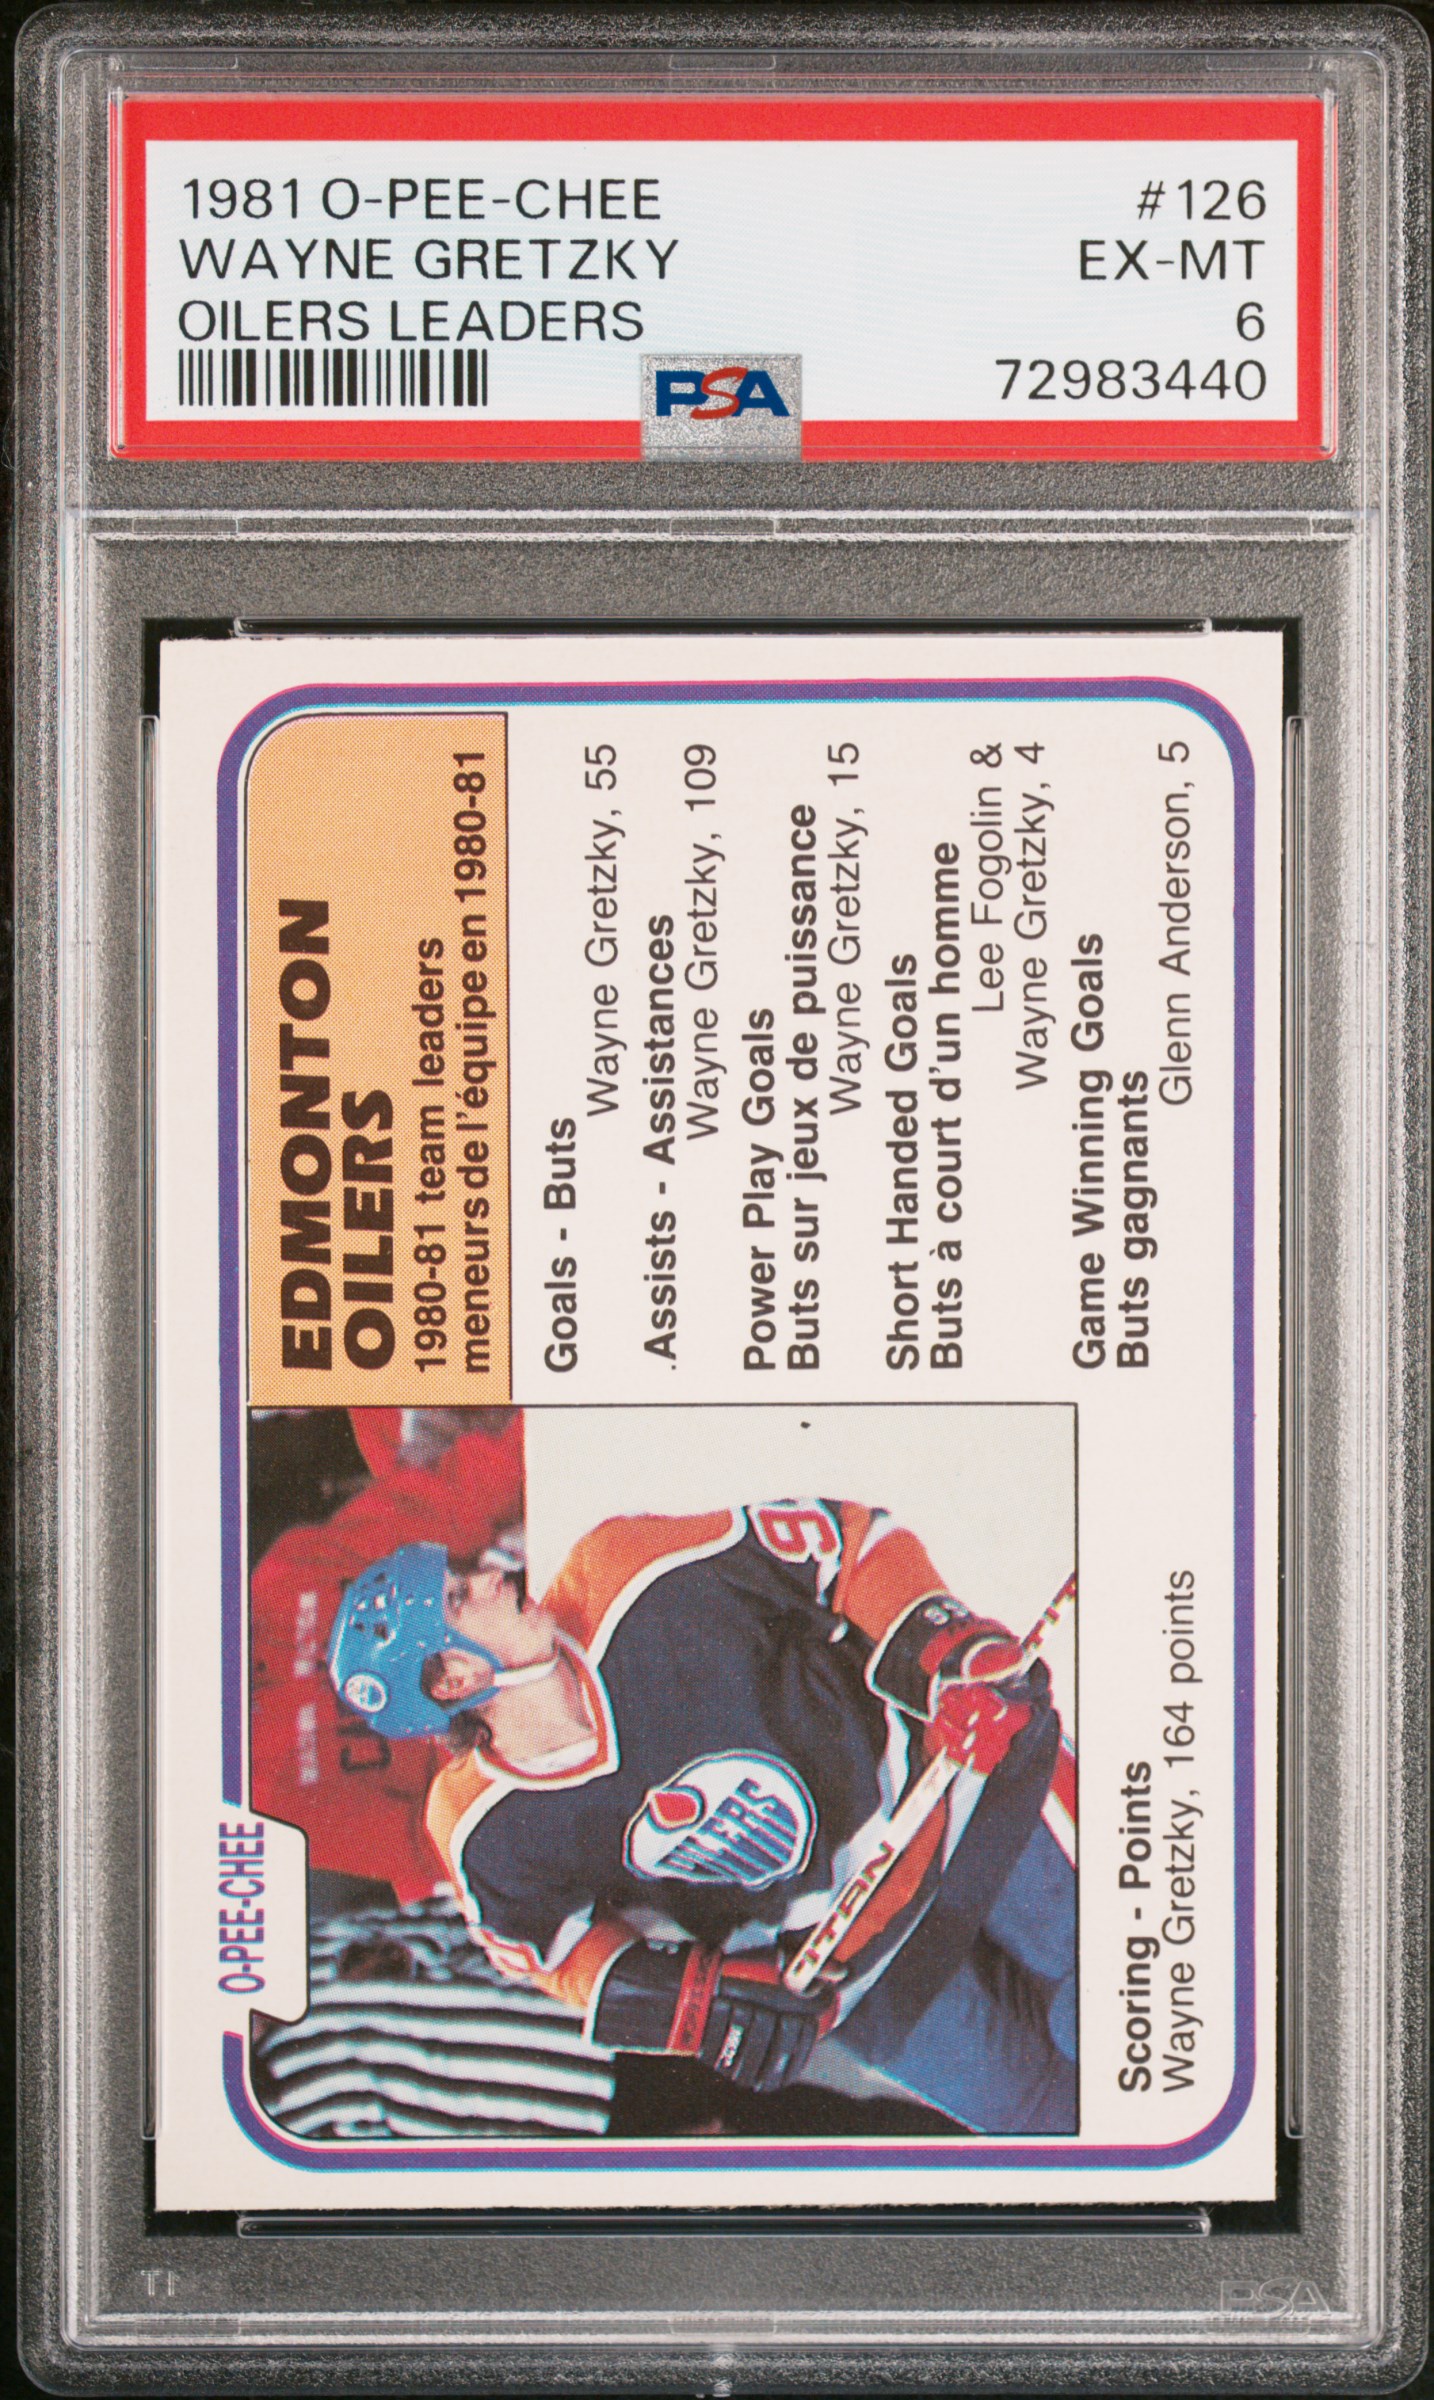 1981 O-PEE-CHEE #126
WAYNE GRETZKY EX-MT
OILERS LEADERS 6
PSA 72983440
O-PEE-CHEE
EDMONTON
OILERS
1980-81 team leaders
meneurs de l'équipe en 1980-81
Goals - Buts
Wayne Gretzky, 55
.Assists - Assistances
Wayne Gretzky, 109
Power Play Goals
Buts sur jeux de puissance
Wayne Gretzky, 15
Short Handed Goals
Buts à court d'un homme
Lee Fogolin &
Wayne Gretzky, 4
Game Winning Goals
Buts gagnants
Glenn Anderson, 5
Scoring - Points
Wayne Gretzky, 164 points
OILERS
TITAN
TIT
PSA